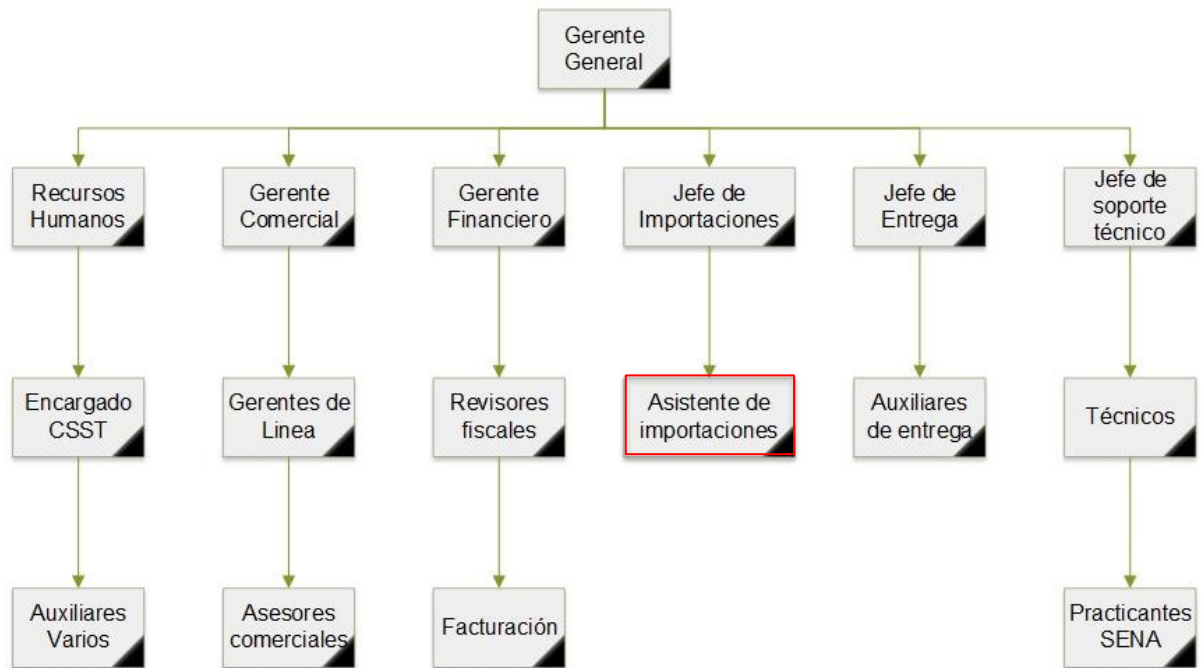 Gerente
General
Recursos
Humanos
Gerente
Comercial
Gerente
Financiero
Jefe de
Importaciones
Jefe de
Entrega
Jefe de
soporte
técnico
Encargado
CSST
Gerentes de
Linea
Revisores
fiscales
Asistente de
importaciones
Auxiliares
de entrega
Técnicos
Auxiliares
Varios
Asesores
comerciales
Facturación
Practicantes
SENA